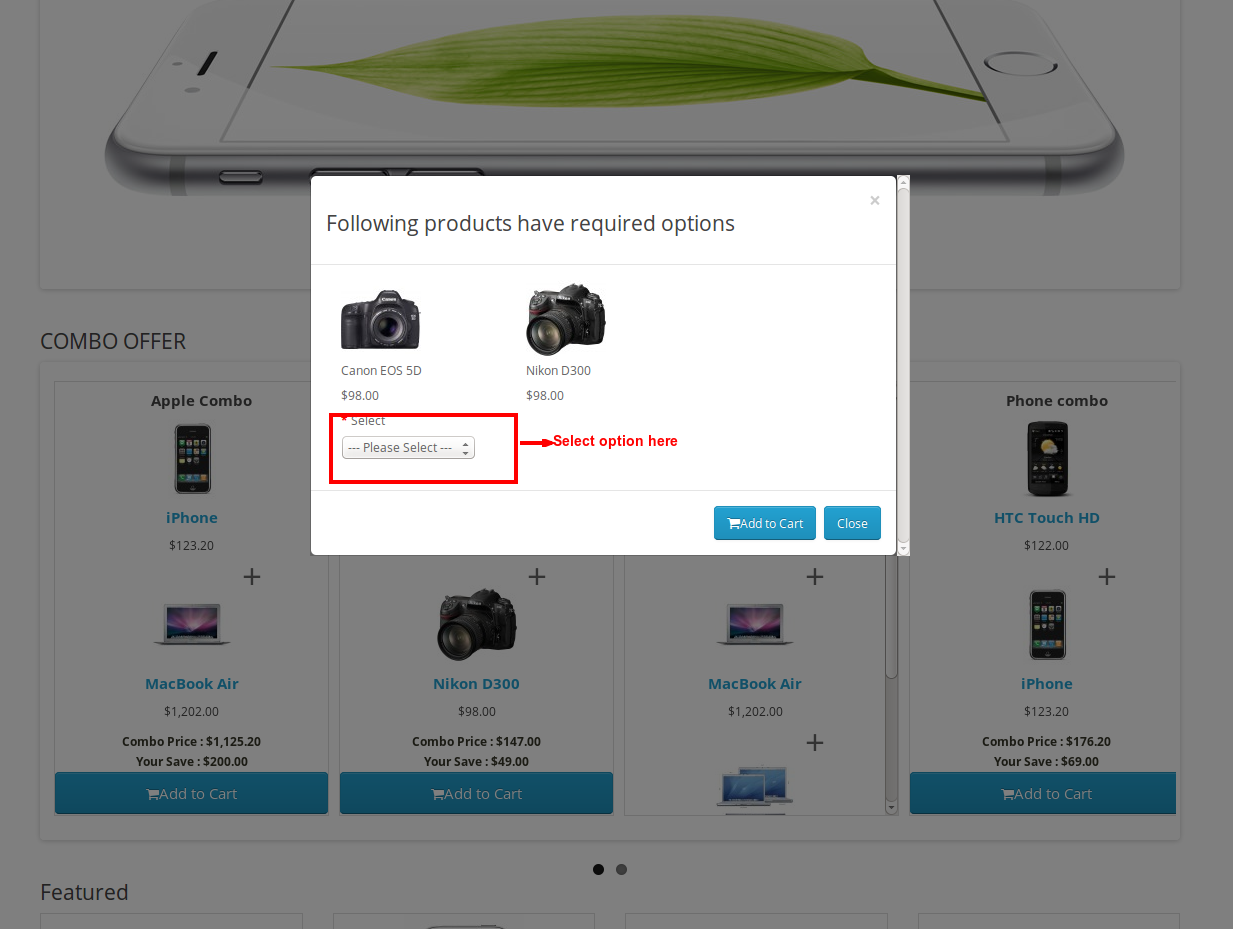 ×
Following products have required options
Canon EOS 5D
$98.00
* Select
--- Please Select ---
Nikon D300
$98.00
Select option here
Add to Cart
Close
COMBO OFFER
Apple Combo
iPhone
$123.20
+
MacBook Air
$1,202.00
Combo Price : $1,125.20
Your Save : $200.00
Add to Cart
+
Nikon D300
$98.00
Combo Price : $147.00
Your Save : $49.00
Add to Cart
+
MacBook Air
$1,202.00
+
Phone combo
HTC Touch HD
$122.00
+
iPhone
$123.20
Combo Price : $176.20
Your Save : $69.00
Add to Cart
Featured